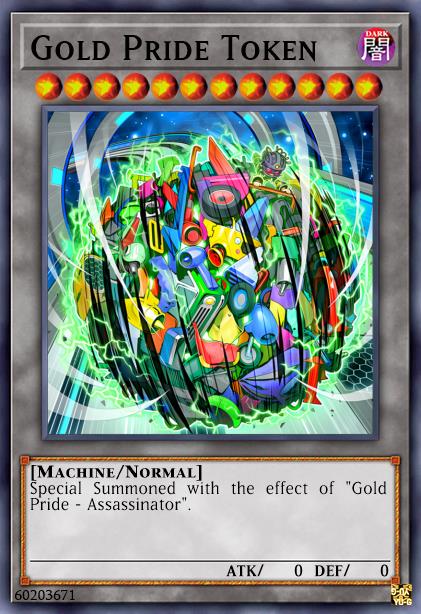 GOLD PRIDE TOKEN
DARK
闇
[MACHINE/NORMAL]
Special Summoned with the effect of "Gold
Pride - Assassinator".
ATK/ 0 DEF/ 0
60203671